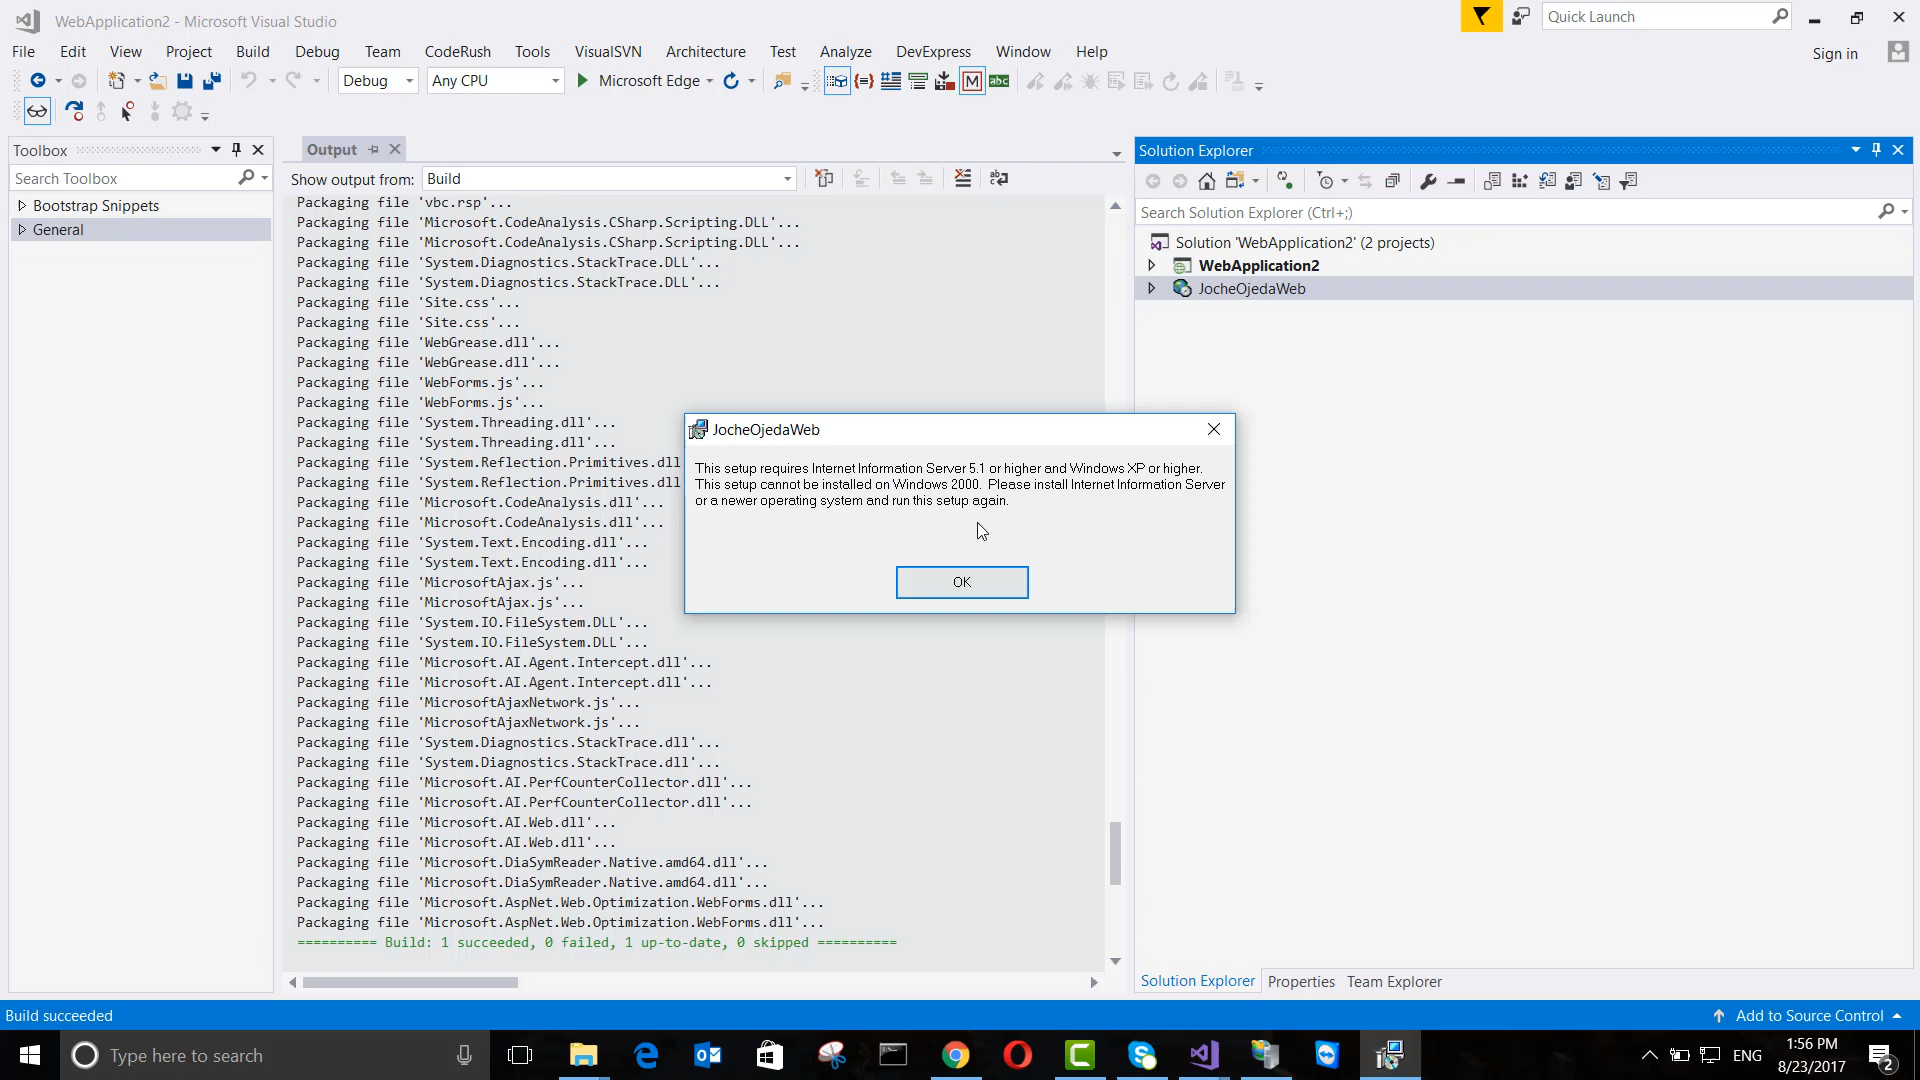 WebApplication2 - Microsoft Visual Studio
Quick Launch
File Edit View Project Build Debug Team CodeRush Tools VisualSVN Architecture Test Analyze DevExpress Window Help
Sign in
Debug Any CPU Microsoft Edge
Toolbox
Search Toolbox
Bootstrap Snippets
General
Output
Show output from: Build
Packaging file 'vbc.rsp'...
Packaging file 'Microsoft.CodeAnalysis.CSharp.Scripting.DLL'...
Packaging file 'Microsoft.CodeAnalysis.CSharp.Scripting.DLL'...
Packaging file 'System.Diagnostics.StackTrace.DLL'...
Packaging file 'System.Diagnostics.StackTrace.DLL'...
Packaging file 'Site.css'...
Packaging file 'Site.css'...
Packaging file 'WebGrease.dll'...
Packaging file 'WebGrease.dll'...
Packaging file 'WebForms.js'...
Packaging file 'WebForms.js'...
Packaging file 'System.Threading.dll'...
Packaging file 'System.Threading.dll'...
Packaging file 'System.Reflection.Primitives.dll
Packaging file 'System.Reflection.Primitives.dll
Packaging file 'Microsoft.CodeAnalysis.dll'...
Packaging file 'Microsoft.CodeAnalysis.dll'...
Packaging file 'System.Text.Encoding.dll'...
Packaging file 'System.Text.Encoding.dll'...
Packaging file 'MicrosoftAjax.js'...
Packaging file 'MicrosoftAjax.js'...
Packaging file 'System.IO.FileSystem.DLL'...
Packaging file 'System.IO.FileSystem.DLL'...
Packaging file 'Microsoft.AI.Agent.Intercept.dll'...
Packaging file 'Microsoft.AI.Agent.Intercept.dll'...
Packaging file 'MicrosoftAjaxNetwork.js'...
Packaging file 'MicrosoftAjaxNetwork.js'...
Packaging file 'System.Diagnostics.StackTrace.dll'...
Packaging file 'System.Diagnostics.StackTrace.dll'...
Packaging file 'Microsoft.AI.PerfCounterCollector.dll'...
Packaging file 'Microsoft.AI.PerfCounterCollector.dll'...
Packaging file 'Microsoft.AI.Web.dll'...
Packaging file 'Microsoft.AI.Web.dll'...
Packaging file 'Microsoft.DiaSymReader.Native.amd64.dll'...
Packaging file 'Microsoft.DiaSymReader.Native.amd64.dll'...
Packaging file 'Microsoft.AspNet.Web.Optimization.WebForms.dll'...
Packaging file 'Microsoft.AspNet.Web.Optimization.WebForms.dll'...
========== Build: 1 succeeded, 0 failed, 1 up-to-date, 0 skipped ==========
JocheOjedaWeb
This setup requires Internet Information Server 5.1 or higher and Windows XP or higher.
This setup cannot be installed on Windows 2000. Please install Internet Information Server
or a newer operating system and run this setup again.
OK
Solution Explorer
Search Solution Explorer (Ctrl+;)
Solution 'WebApplication2' (2 projects)
WebApplication2
JocheOjedaWeb
Solution Explorer Properties Team Explorer
Build succeeded
Add to Source Control
Type here to search
ENG
1:56 PM
8/23/2017
2